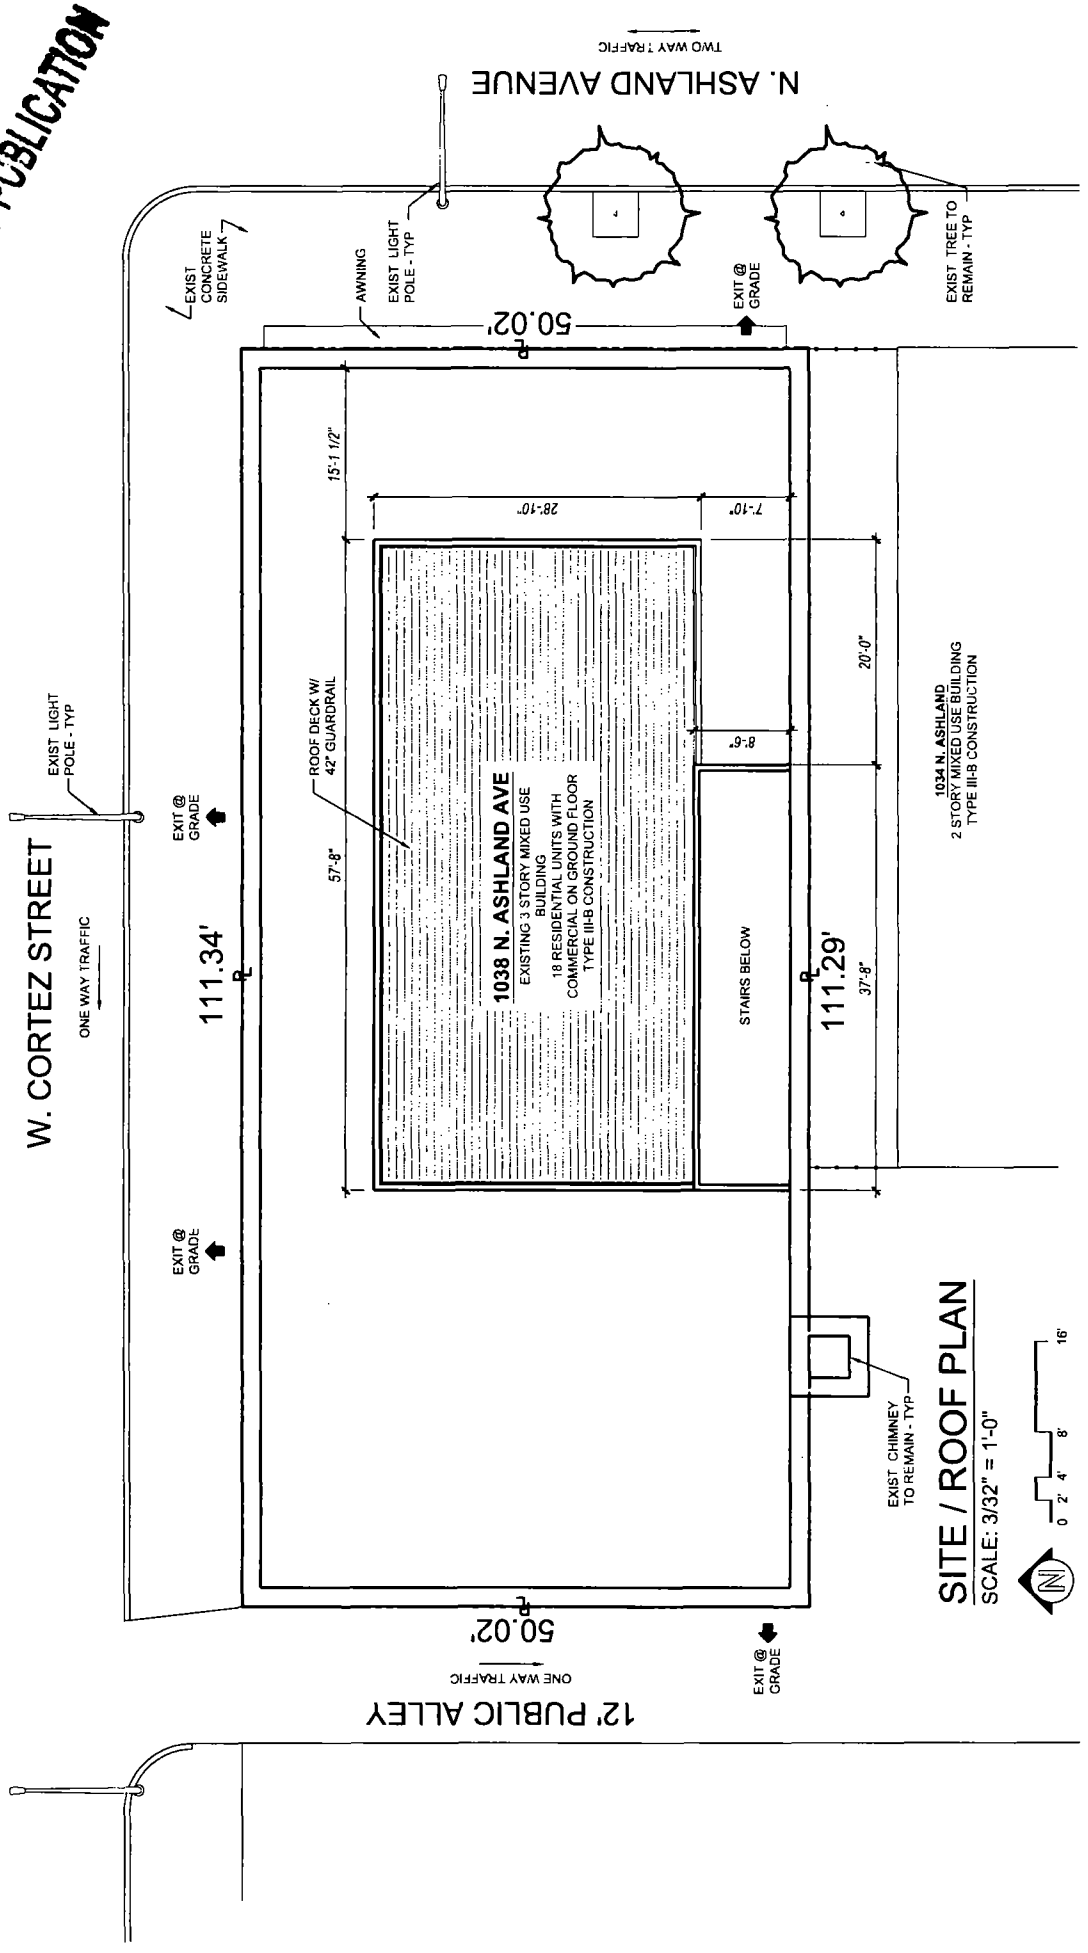 PUBLICATION
W. CORTEZ STREET
ONE WAY TRAFFIC
EXIST LIGHT
POLE - TYP
N. ASHLAND AVENUE
TWO WAY TRAFFIC
EXIST
CONCRETE
SIDEWALK
AWNING
EXIST LIGHT
POLE - TYP
EXIT @
GRADE
EXIST TREE TO
REMAIN - TYP
EXIT @
GRADE
EXIT @
GRADE
111.34'
PL
50.02'
PL
15'-1 1/2"
57'-8"
28'-10"
7'-10"
8'-6"
20'-0"
37'-8"
ROOF DECK W/
42" GUARDRAIL
1038 N. ASHLAND AVE
EXISTING 3 STORY MIXED USE
BUILDING
18 RESIDENTIAL UNITS WITH
COMMERCIAL ON GROUND FLOOR
TYPE III-B CONSTRUCTION
STAIRS BELOW
PL
111.29'
1034 N. ASHLAND
2 STORY MIXED USE BUILDING
TYPE III-B CONSTRUCTION
EXIST CHIMNEY
TO REMAIN - TYP
PL
50.02'
ONE WAY TRAFFIC
12' PUBLIC ALLEY
EXIT @
GRADE
SITE / ROOF PLAN
SCALE: 3/32" = 1'-0"
N
0 2' 4' 8' 16'